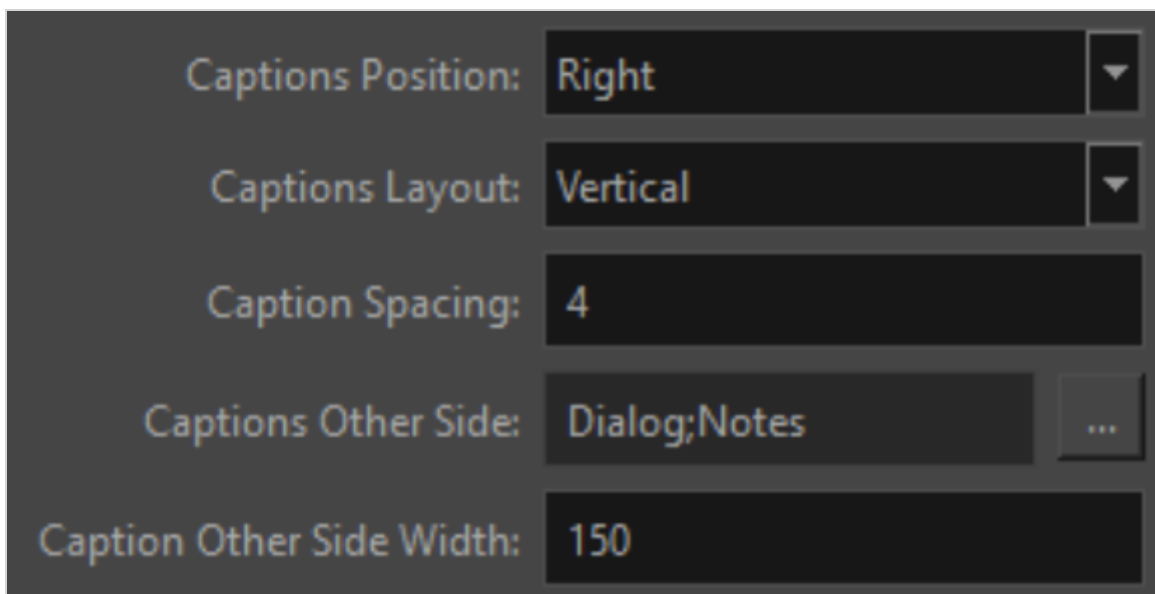 Captions Position: Right
Captions Layout: Vertical
Caption Spacing: 4
Captions Other Side: Dialog;Notes ...
Caption Other Side Width: 150